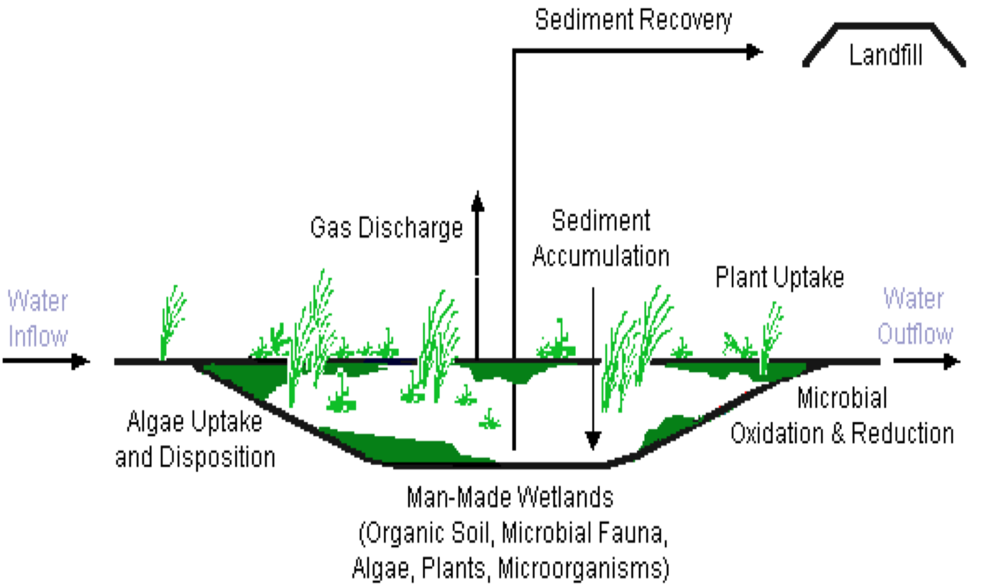 Sediment Recovery
Landfill
Gas Discharge
Sediment
Accumulation
Plant Uptake
Water
Inflow
Water
Outflow
Algae Uptake
and Disposition
Microbial
Oxidation & Reduction
Man-Made Wetlands
(Organic Soil, Microbial Fauna,
Algae, Plants, Microorganisms)